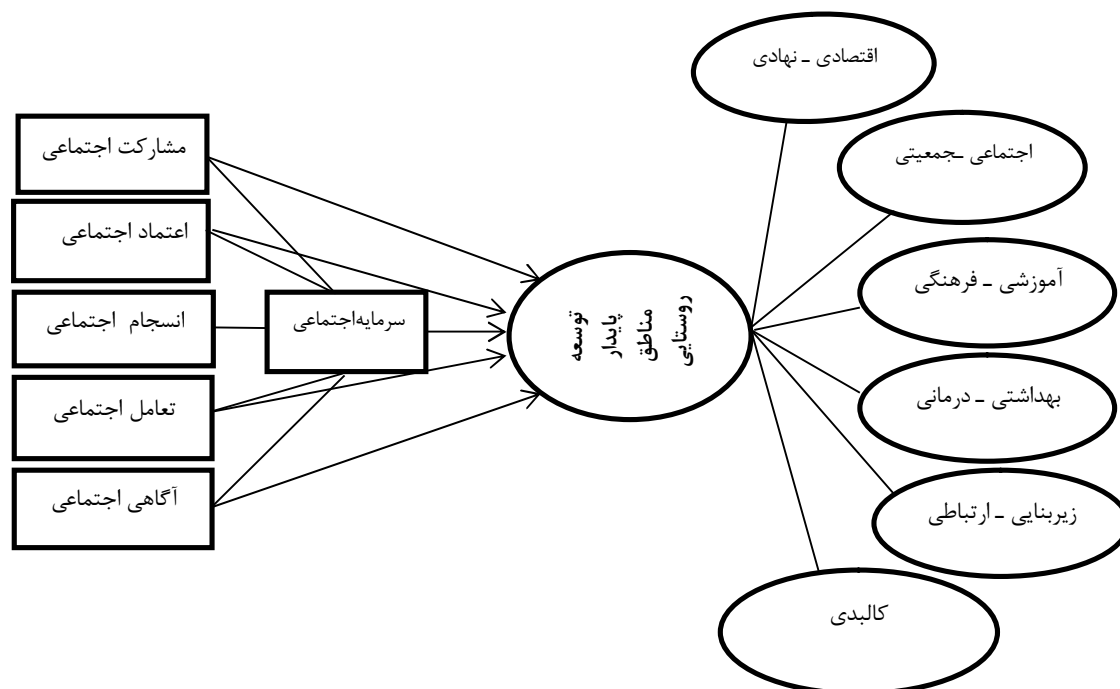 اقتصادی ـ نهادی
اجتماعی ـجمعیتی
آموزشی ـ فرهنگی
بهداشتی ـ درمانی
زیربنایی ـ ارتباطی
کالبدی
توسعه
پایدار
مناطق
روستایی
سرمایه‌اجتماعی
مشارکت اجتماعی
اعتماد اجتماعی
انسجام اجتماعی
تعامل اجتماعی
آگاهی اجتماعی